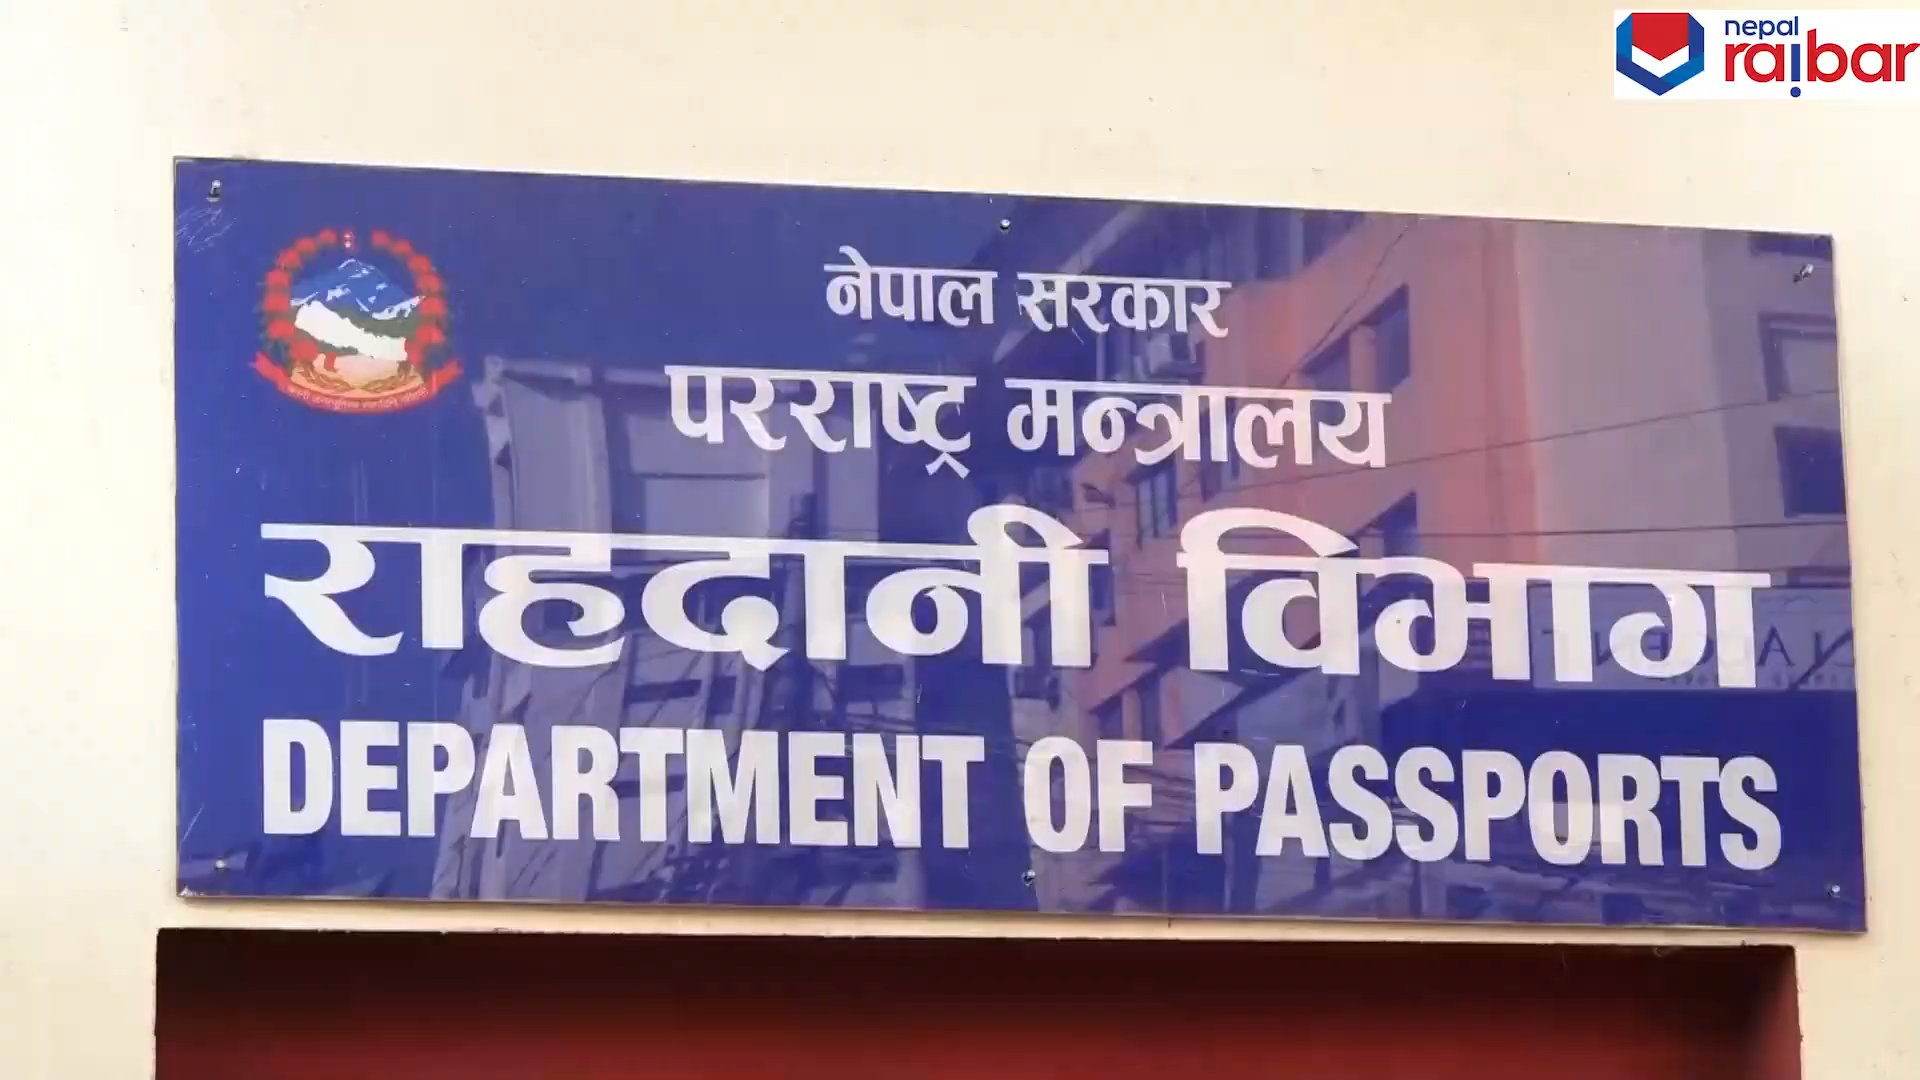 nepal
raibar
नेपाल सरकार
परराष्ट्र मन्त्रालय
राहदानी विभाग
DEPARTMENT OF PASSPORTS